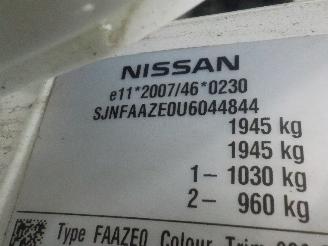 NISSAN
e11*2007/46*0230
SJNFAAZE0U6044844
1945 kg
1945 kg
1- 1030 kg
2- 960 kg
Type FAAZE0 Colour Trim